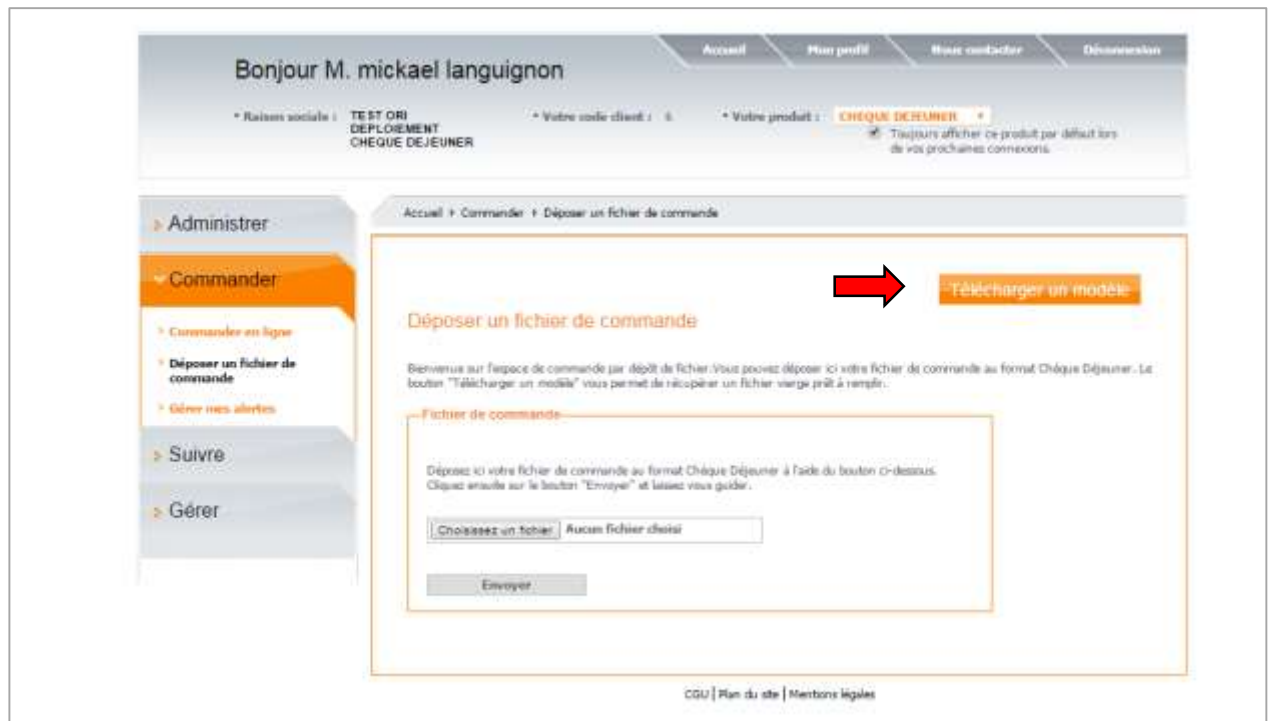 Accueil Mon profil Nous contacter Déconnexion
Bonjour M. mickael languignon
• Raison sociale : TEST ORI • Votre code client : 6 • Votre produit : CHEQUE DEJEUNER
DEPLOIEMENT
CHEQUE DEJEUNER
Toujours afficher ce produit par défaut lors
de vos prochaines connexions.
Administrer
Commander
Commander en ligne
Déposer un fichier de
commande
Gérer mes alertes
Suivre
Gérer
Accueil Commander Déposer un fichier de commande
Télécharger un modèle
Déposer un fichier de commande
Bienvenue sur l'espace de commande par dépôt de fichier. Vous pouvez déposer ici votre fichier de commande au format Chèque Déjeuner. Le
bouton "Télécharger un modèle" vous permet de récupérer un fichier vierge prêt à remplir.
Fichier de commande
Déposez ici votre fichier de commande au format Chèque Déjeuner à l'aide du bouton ci-dessous.
Cliquez ensuite sur le bouton "Envoyer" et laissez vous guider.
Choisissez un fichier Aucun fichier choisi
Envoyer
CGU | Plan du site | Mentions légales